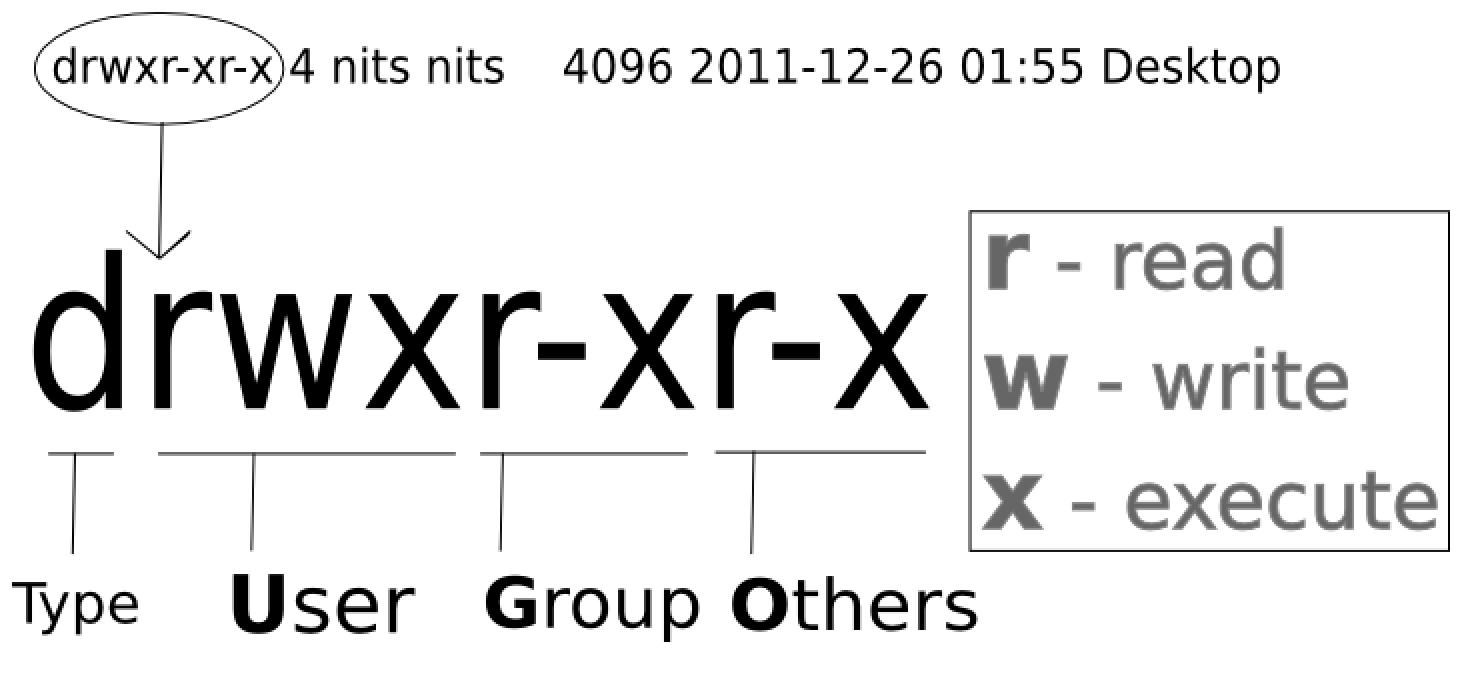 drwxr-xr-x 4 nits nits 4096 2011-12-26 01:55 Desktop
drwxr-xr-x
r - read
w - write
x - execute
Type User Group Others